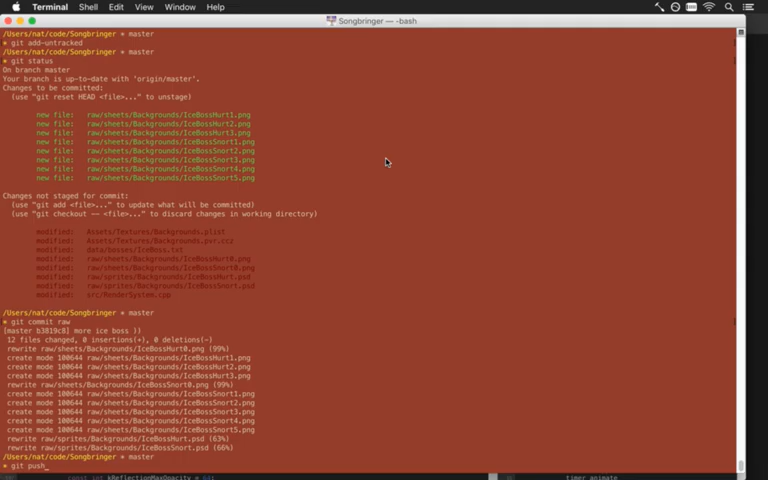 Terminal Shell Edit View Window Help
Songbringer — -bash
/Users/nat/code/Songbringer * master
git add-untracked
/Users/nat/code/Songbringer * master
git status
On branch master
Your branch is up-to-date with 'origin/master'.
Changes to be committed:
(use "git reset HEAD <file>..." to unstage)
new file: raw/sheets/Backgrounds/IceBossHurt1.png
new file: raw/sheets/Backgrounds/IceBossHurt2.png
new file: raw/sheets/Backgrounds/IceBossHurt3.png
new file: raw/sheets/Backgrounds/IceBossSnort1.png
new file: raw/sheets/Backgrounds/IceBossSnort2.png
new file: raw/sheets/Backgrounds/IceBossSnort3.png
new file: raw/sheets/Backgrounds/IceBossSnort4.png
new file: raw/sheets/Backgrounds/IceBossSnort5.png
Changes not staged for commit:
(use "git add <file>..." to update what will be committed)
(use "git checkout -- <file>..." to discard changes in working directory)
modified: Assets/Textures/Backgrounds.plist
modified: Assets/Textures/Backgrounds.pvr.ccz
modified: data/bosses/IceBoss.txt
modified: raw/sheets/Backgrounds/IceBossHurt0.png
modified: raw/sheets/Backgrounds/IceBossSnort0.png
modified: raw/sprites/Backgrounds/IceBossHurt.psd
modified: raw/sprites/Backgrounds/IceBossSnort.psd
modified: src/RenderSystem.cpp
/Users/nat/code/Songbringer * master
git commit raw
[master b3819c8] more ice boss ))
12 files changed, 0 insertions(+), 0 deletions(-)
rewrite raw/sheets/Backgrounds/IceBossHurt0.png (99%)
create mode 100644 raw/sheets/Backgrounds/IceBossHurt1.png
create mode 100644 raw/sheets/Backgrounds/IceBossHurt2.png
create mode 100644 raw/sheets/Backgrounds/IceBossHurt3.png
rewrite raw/sheets/Backgrounds/IceBossSnort0.png (99%)
create mode 100644 raw/sheets/Backgrounds/IceBossSnort1.png
create mode 100644 raw/sheets/Backgrounds/IceBossSnort2.png
create mode 100644 raw/sheets/Backgrounds/IceBossSnort3.png
create mode 100644 raw/sheets/Backgrounds/IceBossSnort4.png
create mode 100644 raw/sheets/Backgrounds/IceBossSnort5.png
rewrite raw/sprites/Backgrounds/IceBossHurt.psd (63%)
rewrite raw/sprites/Backgrounds/IceBossSnort.psd (66%)
/Users/nat/code/Songbringer * master
git push_
const int kReflectionMaxOpacity = timer animate